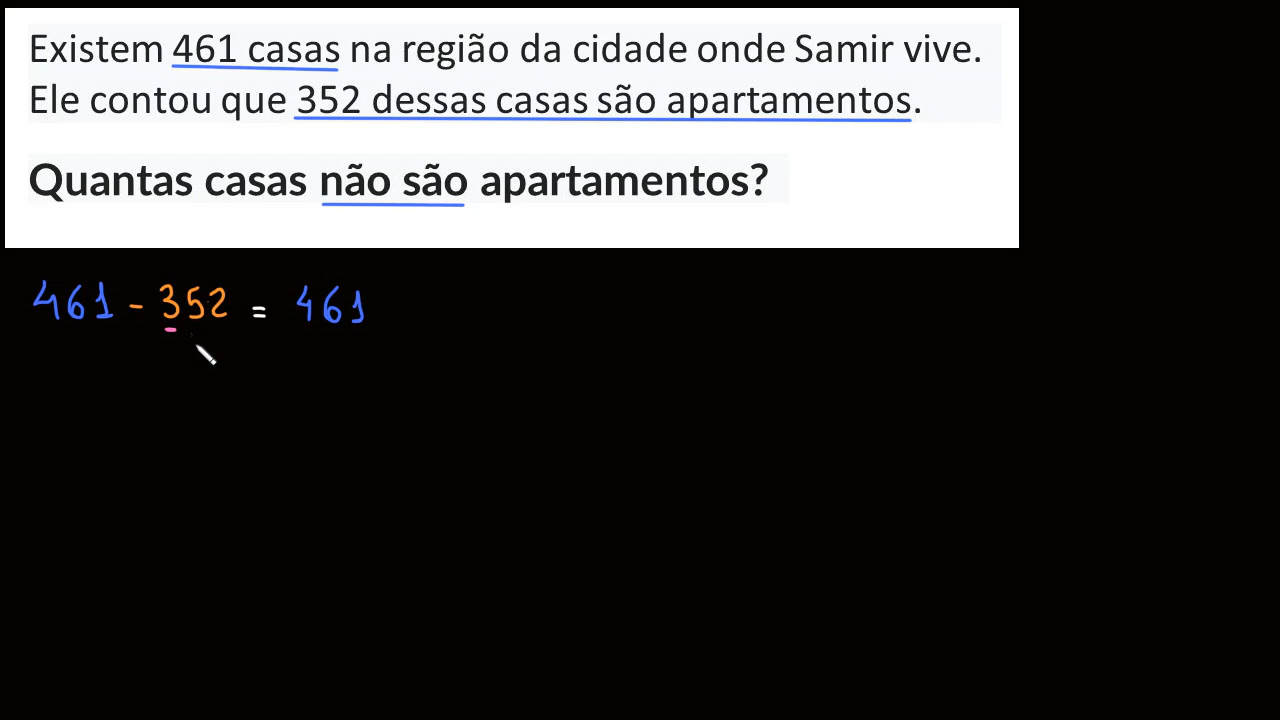 Existem 461 casas na região da cidade onde Samir vive.
Ele contou que 352 dessas casas são apartamentos.
Quantas casas não são apartamentos?
461 - 352 = 461